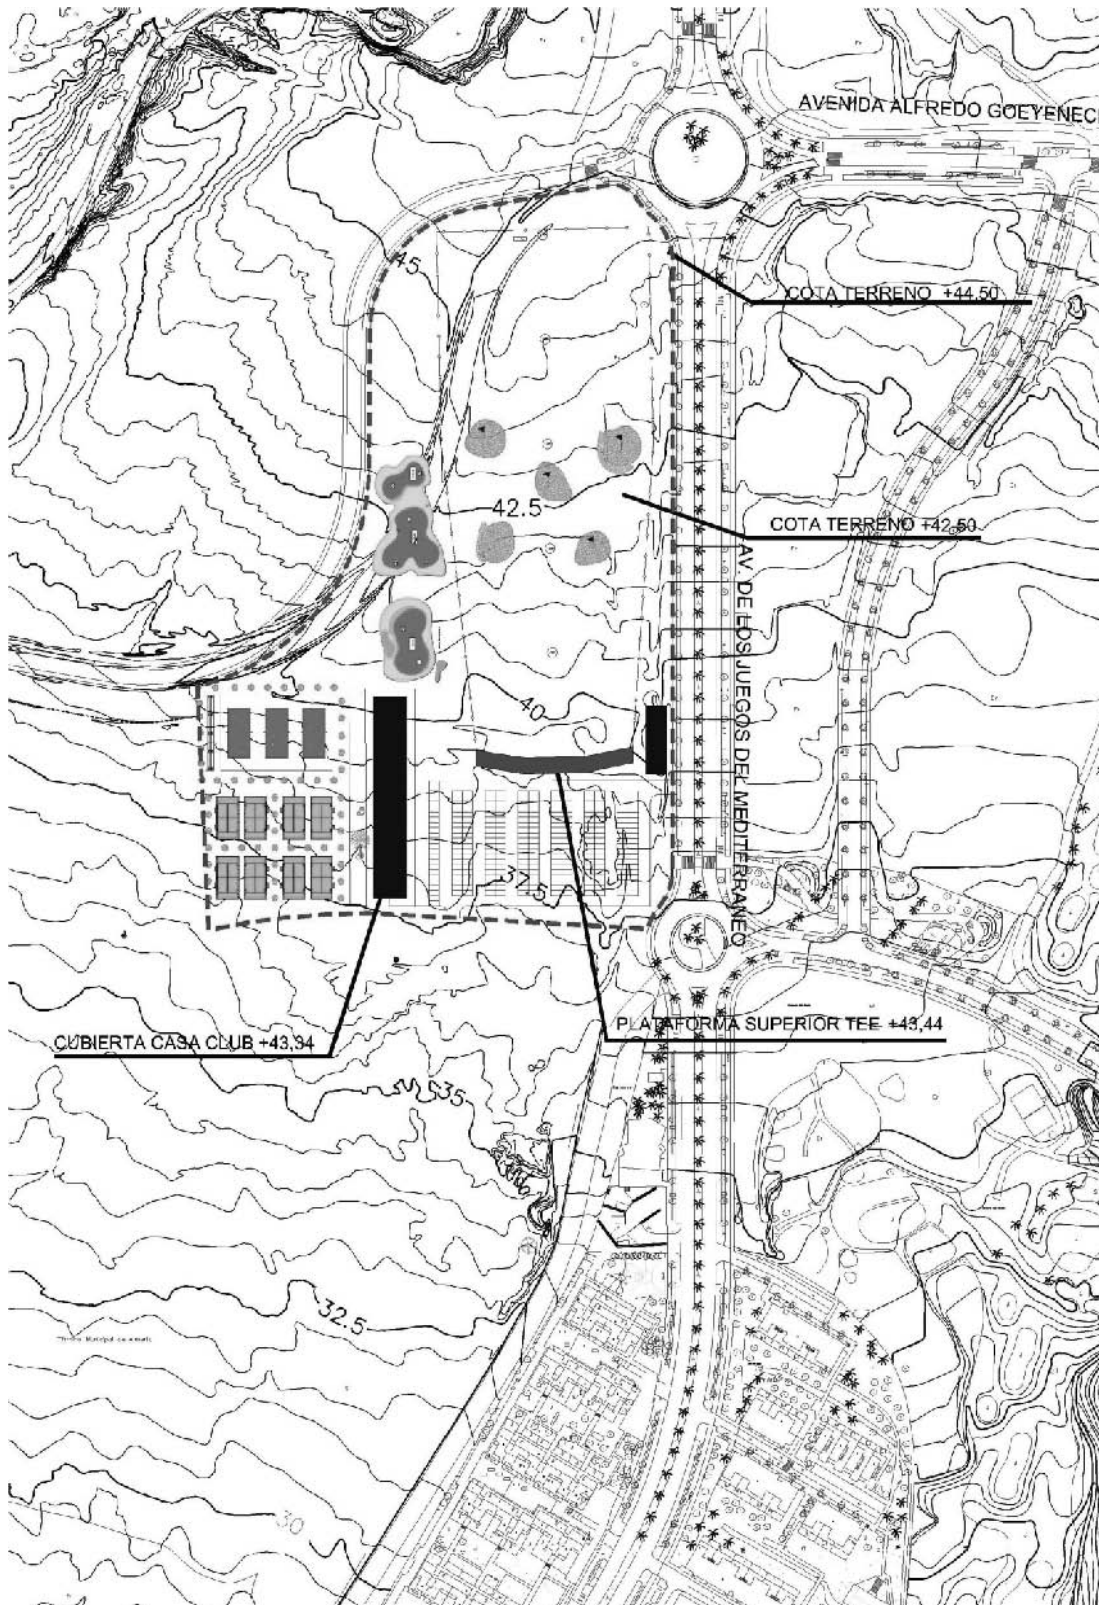 AVENIDA ALFREDO GOEYENEC
45
COTA TERRENO +44,50
42.5
COTA TERRENO +42,50
AV. DE LOS JUEGOS DEL MEDITERRANEO
40
37.5
PLATAFORMA SUPERIOR TEE +43,44
CUBIERTA CASA CLUB +43,34
35
32.5
30